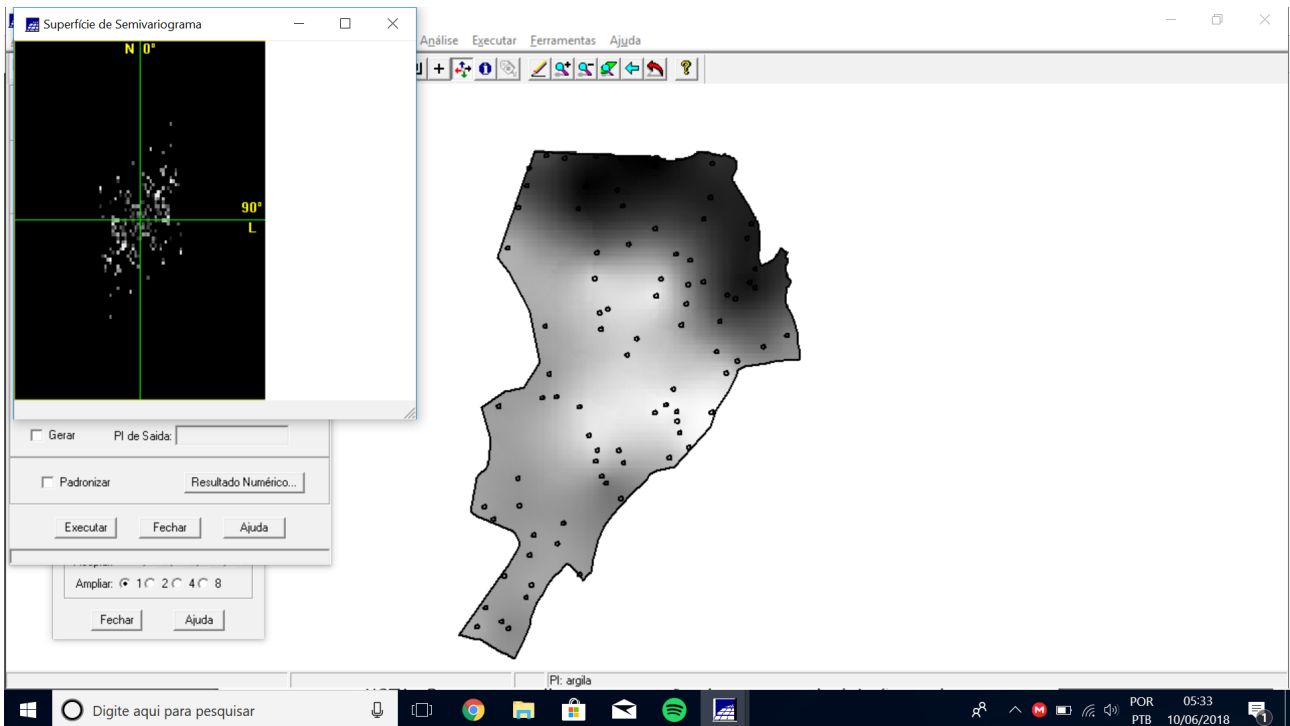 Superfície de Semivariograma
Análise Executar Ferramentas Ajuda
N 0°
90°
L
Gerar PI de Saida:
Padronizar Resultado Numérico...
Executar Fechar Ajuda
Ampliar: 1 2 4 8
Fechar Ajuda
PI: argila
Digite aqui para pesquisar
POR 05:33
PTB 10/06/2018
1